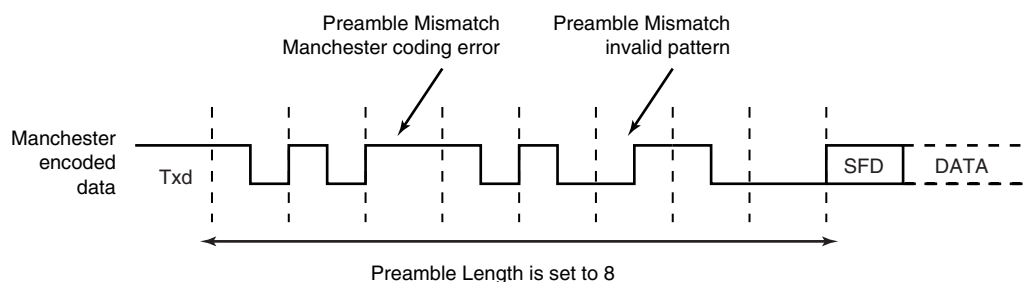 Preamble Mismatch
Manchester coding error
Preamble Mismatch
invalid pattern
Manchester
encoded
data
Txd
SFD
DATA
Preamble Length is set to 8